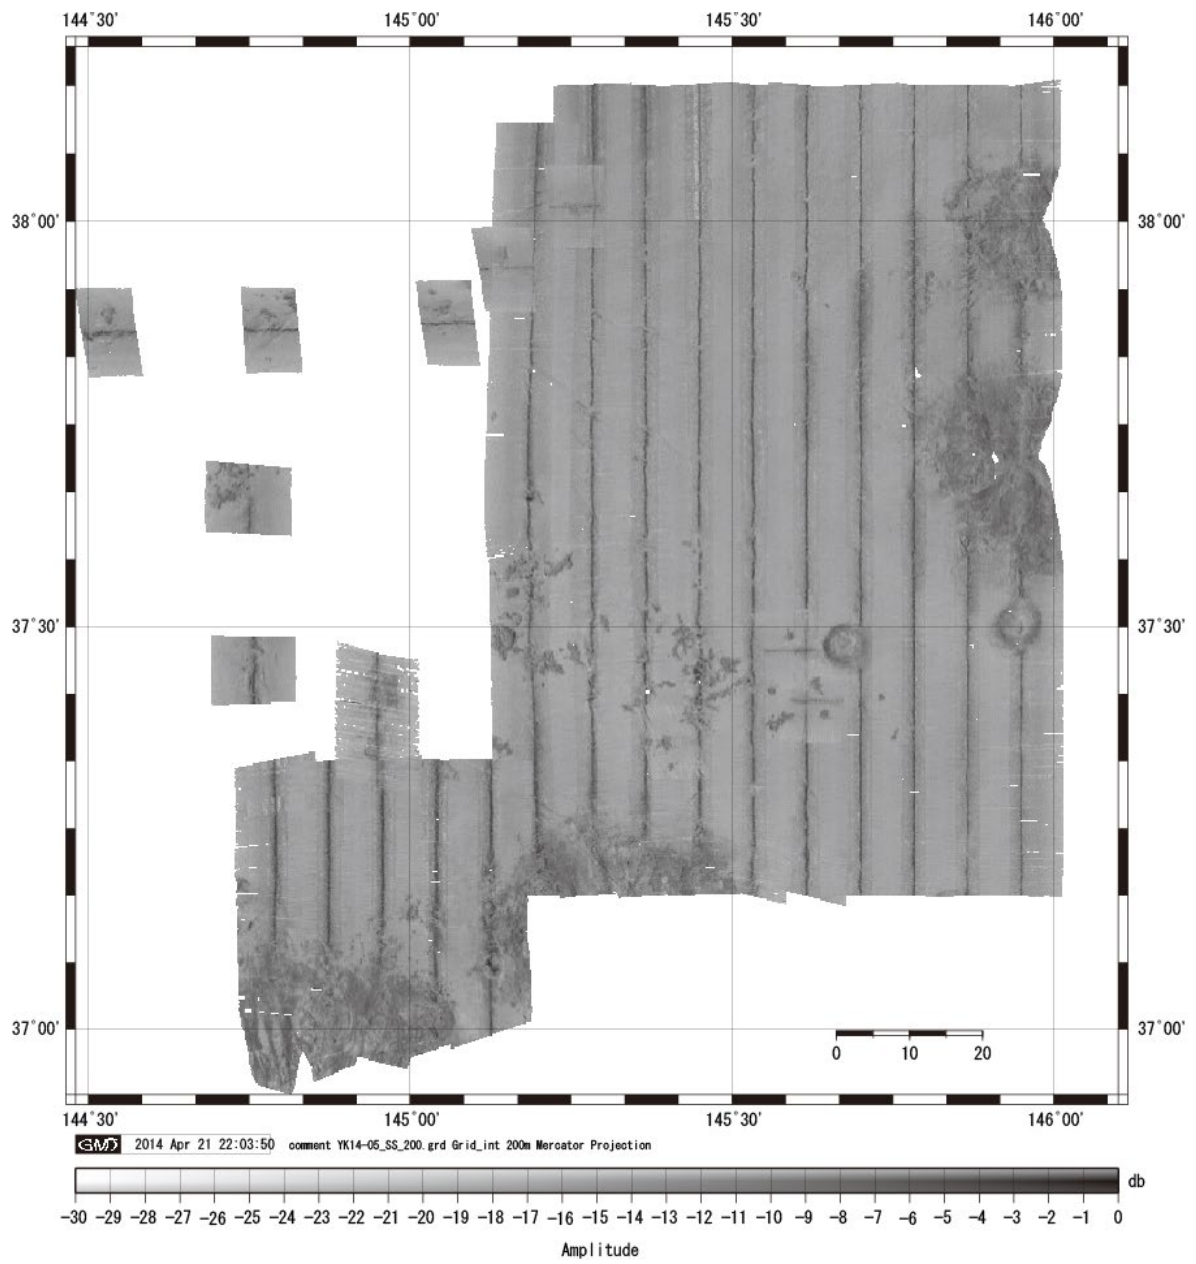 144°30' 145°00' 145°30' 146°00'
38°00' 38°00'
37°30' 37°30'
37°00' 37°00'
0 10 20
144°30' 145°00' 145°30' 146°00'
GMT 2014 Apr 21 22:03:50 comment YK14-05_SS_200.grd Grid_int 200m Mercator Projection
db
-30 -29 -28 -27 -26 -25 -24 -23 -22 -21 -20 -19 -18 -17 -16 -15 -14 -13 -12 -11 -10 -9 -8 -7 -6 -5 -4 -3 -2 -1 0
Amplitude